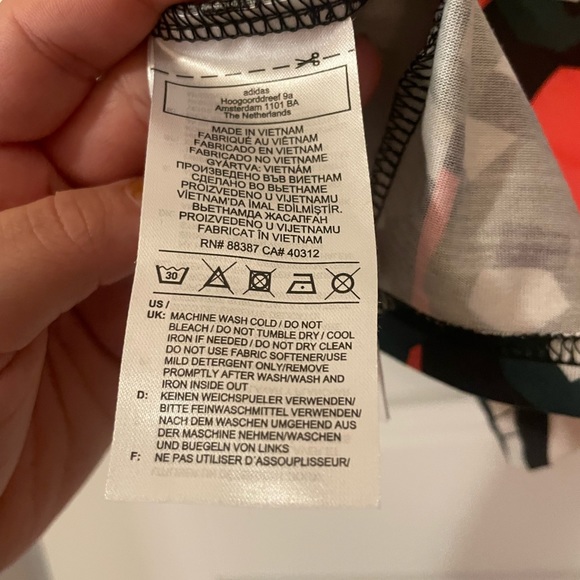 adidas
Hoogoorddreef 9a
Amsterdam 1101 BA
The Netherlands
MADE IN VIETNAM
FABRIQUÉ AU VIÊTNAM
FABRICADO EN VIETNAM
FABRICADO NO VIETNAME
GYÁRTVA: VIETNÁM
ПРОИЗВЕДЕНО ВЪВ ВИЕТНАМ
СДЕЛАНО ВО ВЬЕТНАМЕ
PROIZVEDENO U VIJETNAMU
VİETNAM'DA İMAL EDİLMİŞTİR.
ВЬЕТНАМДА ЖАСАЛҒАН
PROIZVEDENO U VIJETNAMU
FABRICAT ÎN VIETNAM
RN# 88387 CA# 40312
30
US /
UK: MACHINE WASH COLD / DO NOT
BLEACH / DO NOT TUMBLE DRY / COOL
IRON IF NEEDED / DO NOT DRY CLEAN
DO NOT USE FABRIC SOFTENER/USE
MILD DETERGENT ONLY/REMOVE
PROMPTLY AFTER WASH/WASH AND
IRON INSIDE OUT
D: KEINEN WEICHSPUELER VERWENDEN/
BITTE FEINWASCHMITTEL VERWENDEN/
NACH DEM WASCHEN UMGEHEND AUS
DER MASCHINE NEHMEN/WASCHEN
UND BUEGELN VON LINKS
F: NE PAS UTILISER D'ASSOUPLISEUR/